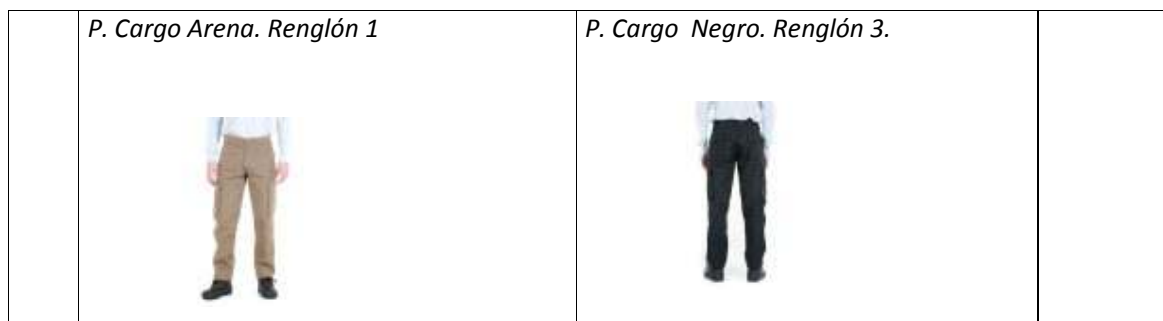 P. Cargo Arena. Renglón 1
P. Cargo  Negro. Renglón 3.